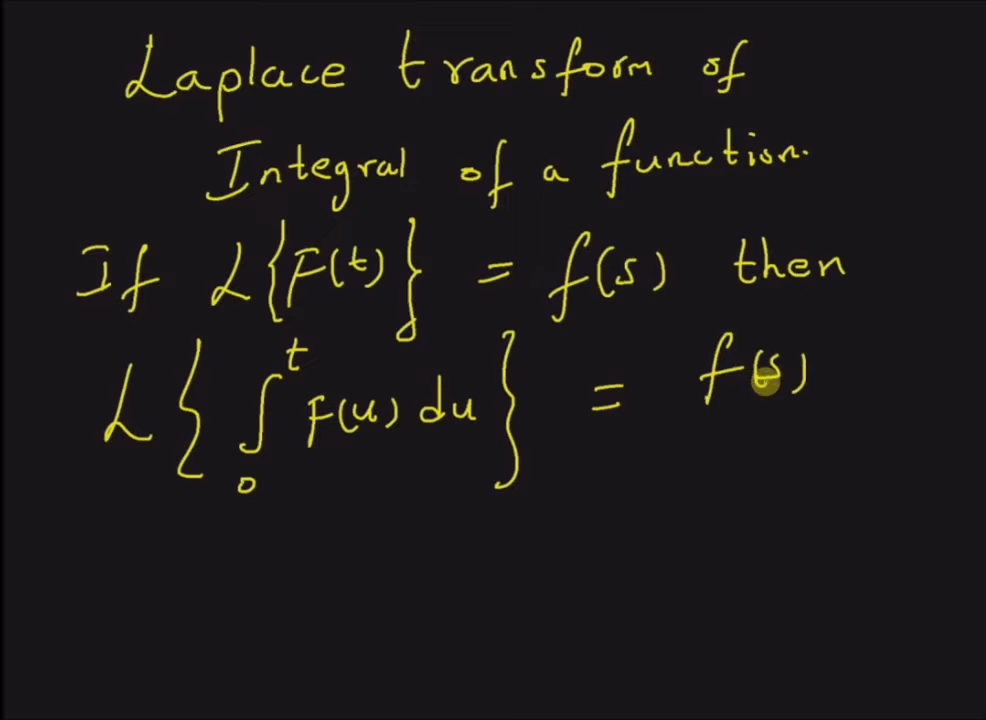 Laplace transform of
Integral of a function.
If L{F(t)} = f(s) then
L{∫₀ᵗ F(u) du} = f(s)